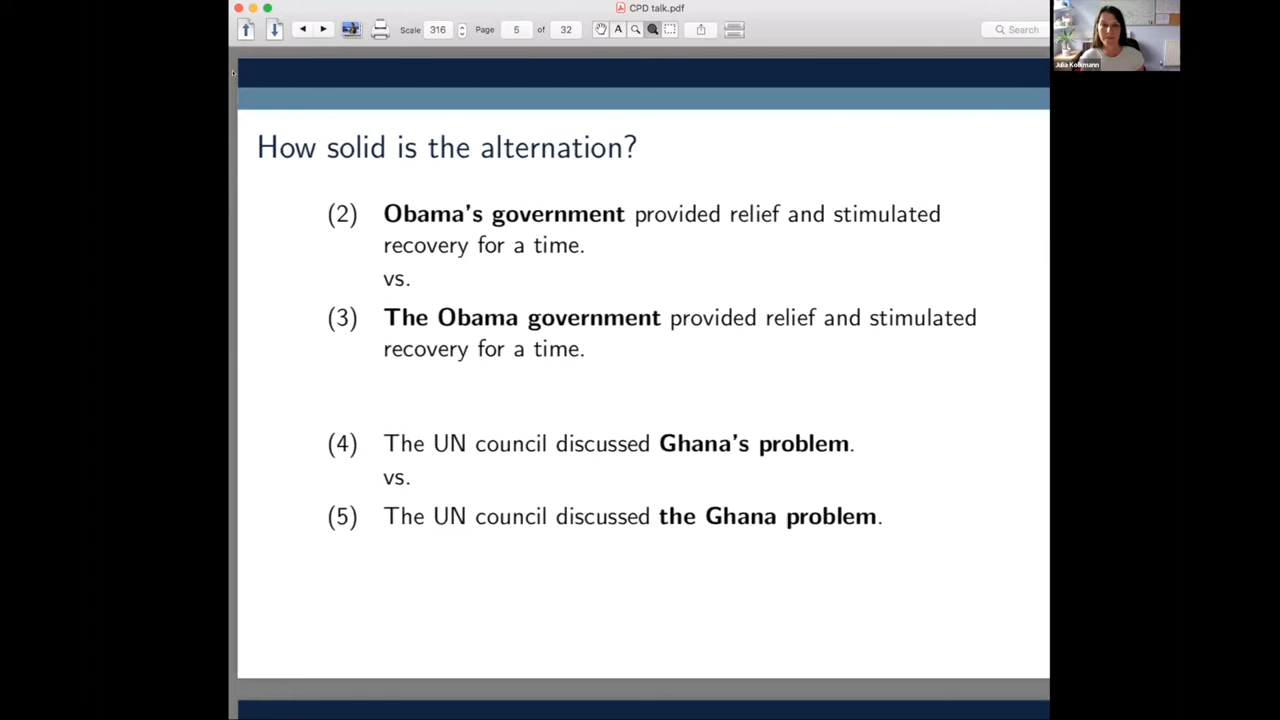 CPD talk.pdf
Scale 316 Page 5 of 32 A Search
Julia Kolkmann
How solid is the alternation?
(2) Obama's government provided relief and stimulated
recovery for a time.
vs.
(3) The Obama government provided relief and stimulated
recovery for a time.
(4) The UN council discussed Ghana's problem.
vs.
(5) The UN council discussed the Ghana problem.